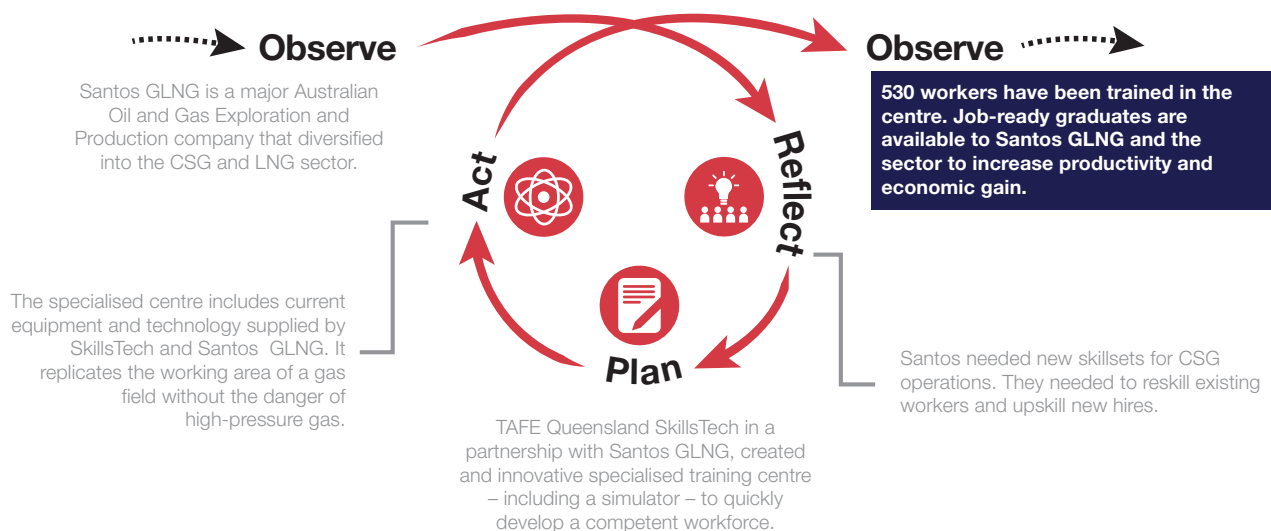 Observe
Santos GLNG is a major Australian
Oil and Gas Exploration and
Production company that diversified
into the CSG and LNG sector.
Observe
530 workers have been trained in the
centre. Job-ready graduates are
available to Santos GLNG and the
sector to increase productivity and
economic gain.
Act
Reflect
Plan
The specialised centre includes current
equipment and technology supplied by
SkillsTech and Santos GLNG. It
replicates the working area of a gas
field without the danger of
high-pressure gas.
Santos needed new skillsets for CSG
operations. They needed to reskill existing
workers and upskill new hires.
TAFE Queensland SkillsTech in a
partnership with Santos GLNG, created
and innovative specialised training centre
– including a simulator – to quickly
develop a competent workforce.